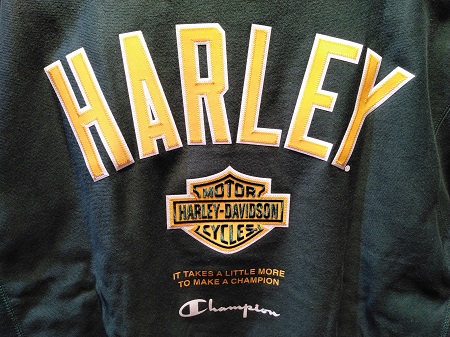 HARLEY
®
MOTOR
HARLEY-DAVIDSON
CYCLES
IT TAKES A LITTLE MORE
TO MAKE A CHAMPION
Champion